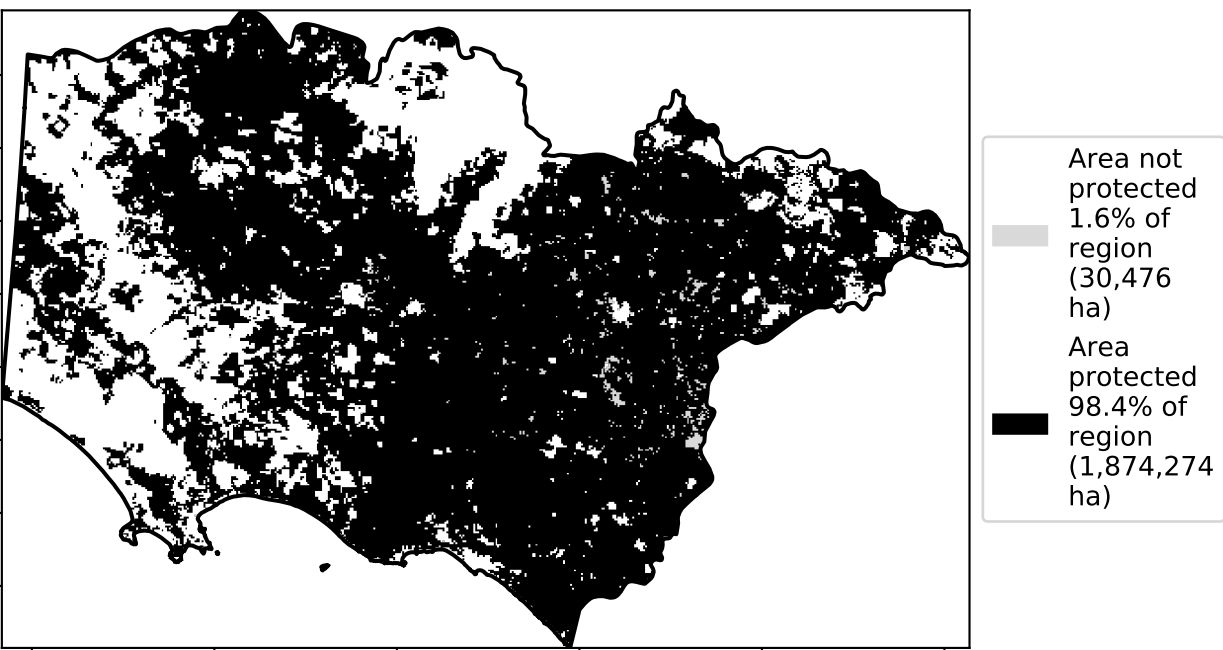 Area not
protected
1.6% of
region
(30,476
ha)
Area
protected
98.4% of
region
(1,874,274
ha)